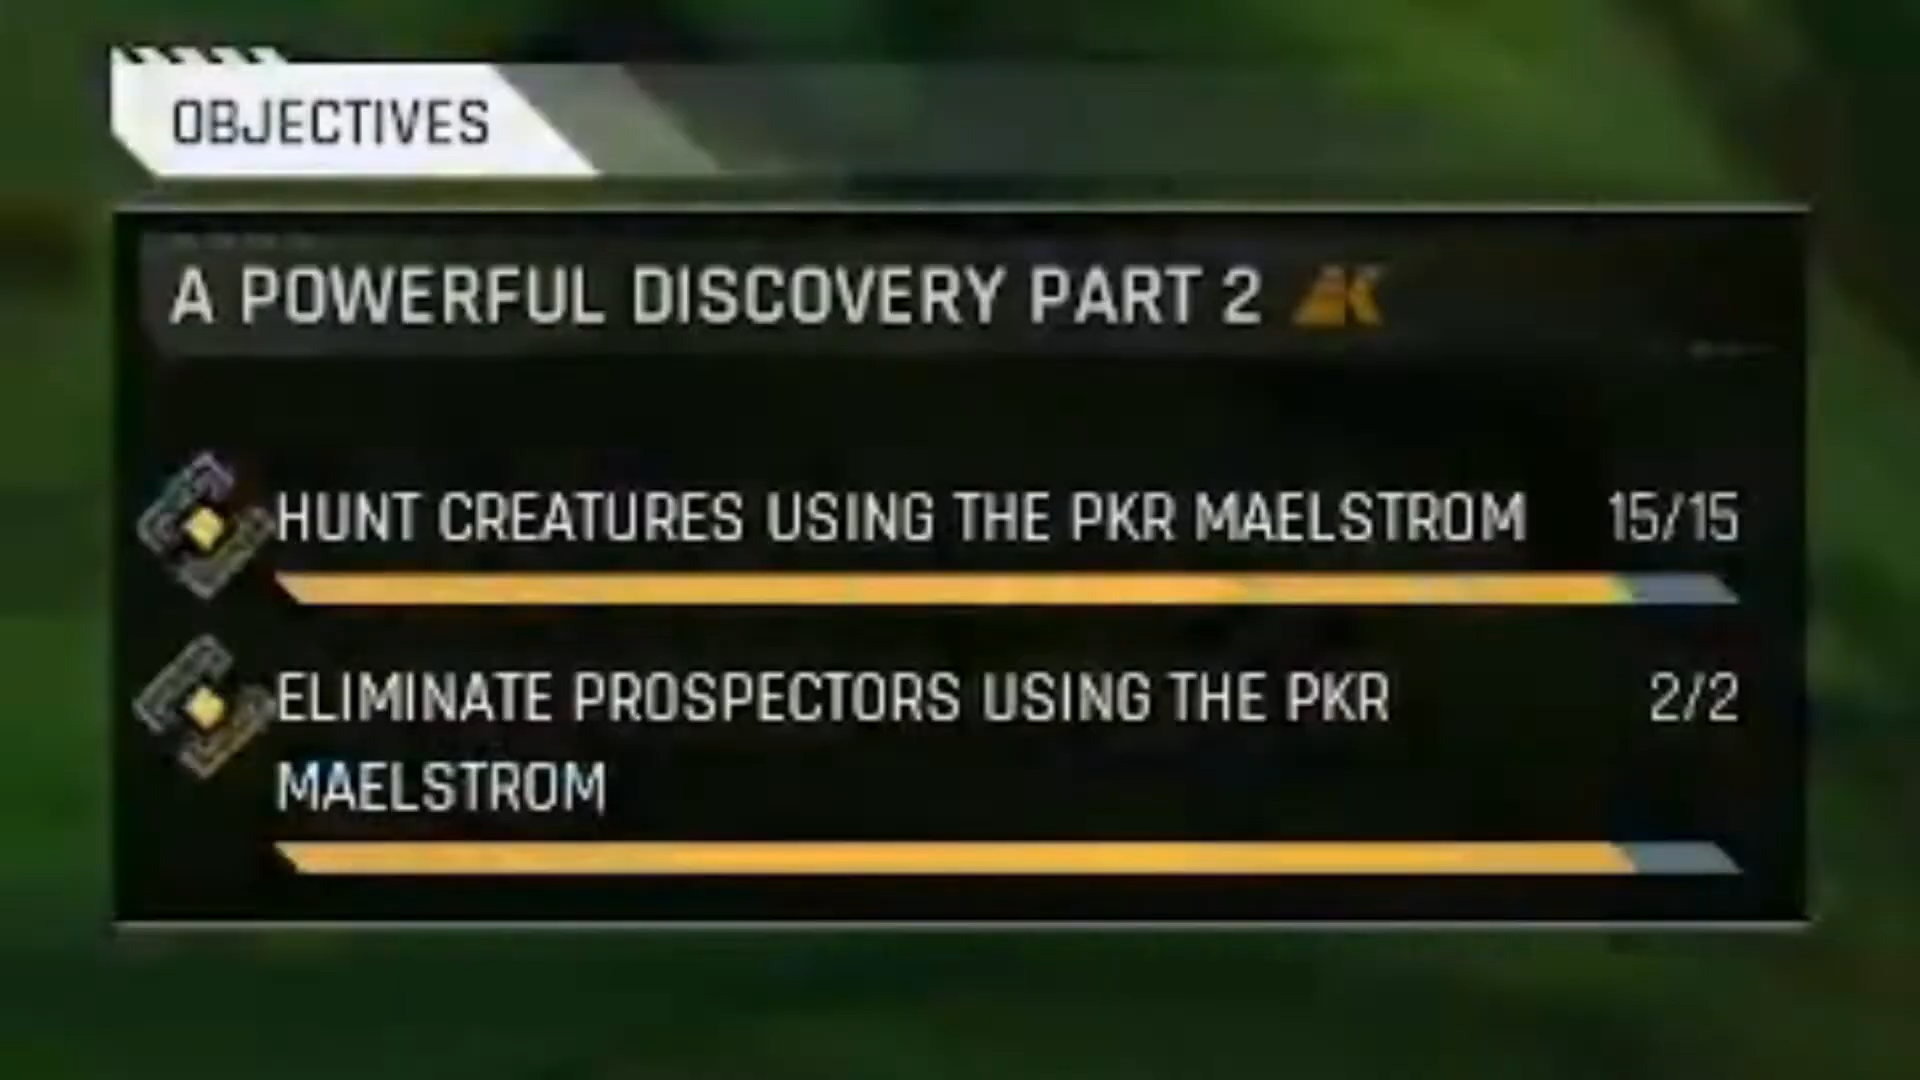 OBJECTIVES
A POWERFUL DISCOVERY PART 2
HUNT CREATURES USING THE PKR MAELSTROM 15/15
ELIMINATE PROSPECTORS USING THE PKR 2/2
MAELSTROM